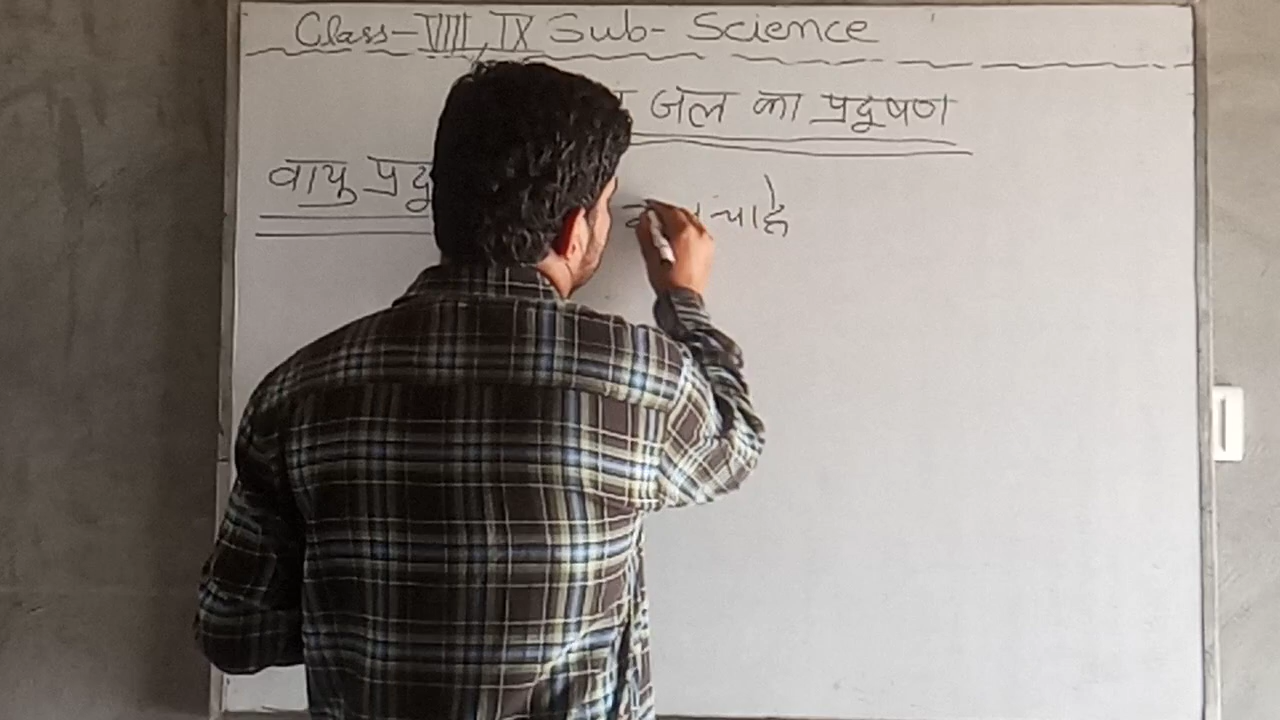 Class-VIII, IX Sub- Science
जल का प्रदूषण
वायु प्रदू